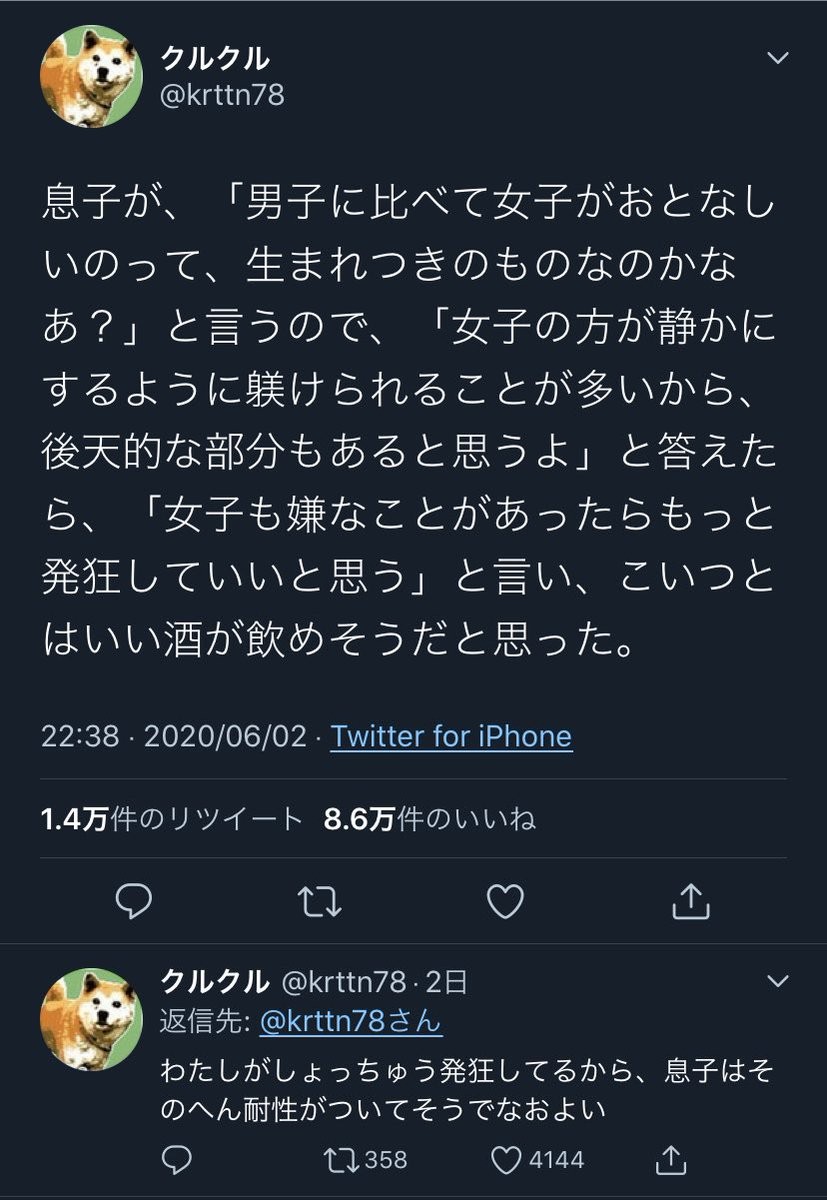 クルクル
@krttn78
息子が、「男子に比べて女子がおとなし
いのって、生まれつきのものなのかな
あ？」と言うので、「女子の方が静かに
するように躾けられることが多いから、
後天的な部分もあると思うよ」と答えた
ら、「女子も嫌なことがあったらもっと
発狂していいと思う」と言い、こいつと
はいい酒が飲めそうだと思った。
22:38 · 2020/06/02 · Twitter for iPhone
1.4万件のリツイート 8.6万件のいいね
クルクル @krttn78 · 2日
返信先: @krttn78さん
わたしがしょっちゅう発狂してるから、息子はそ
のへん耐性がついてそうでなおよい
358 4144